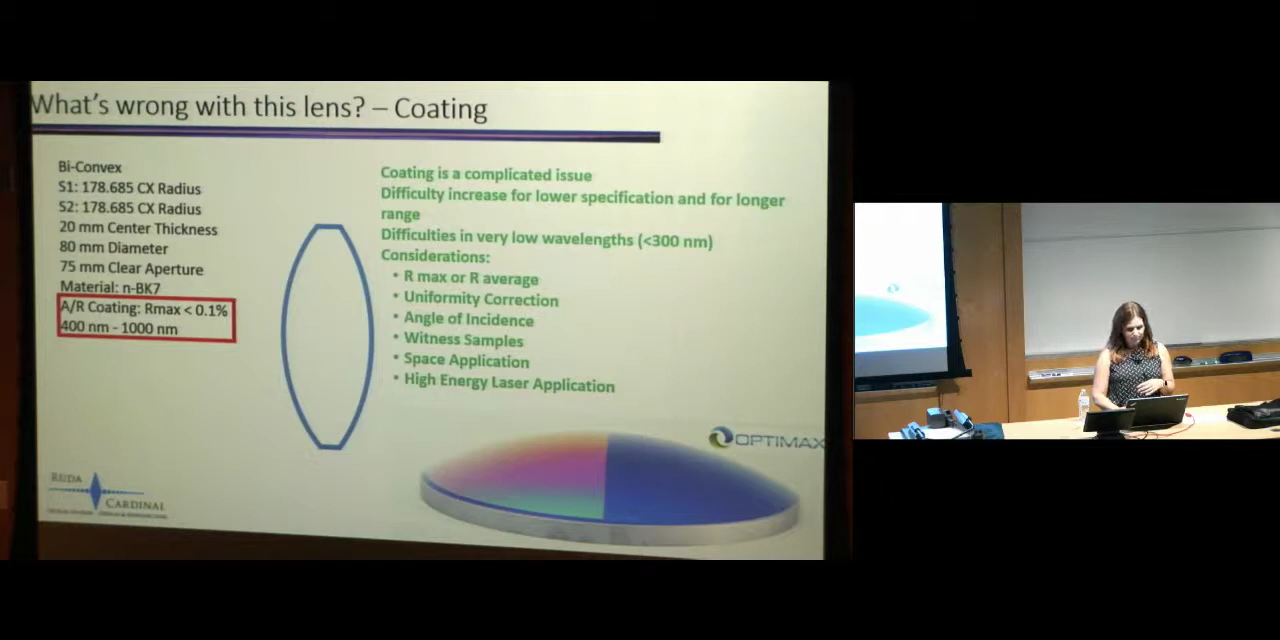 What's wrong with this lens? – Coating
Bi-Convex
S1: 178.685 CX Radius
S2: 178.685 CX Radius
20 mm Center Thickness
80 mm Diameter
75 mm Clear Aperture
Material: n-BK7
A/R Coating: Rmax < 0.1%
400 nm - 1000 nm
Coating is a complicated issue
Difficulty increase for lower specification and for longer
range
Difficulties in very low wavelengths (<300 nm)
Considerations:
• R max or R average
• Uniformity Correction
• Angle of Incidence
• Witness Samples
• Space Application
• High Energy Laser Application
OPTIMAX
RUDA
CARDINAL